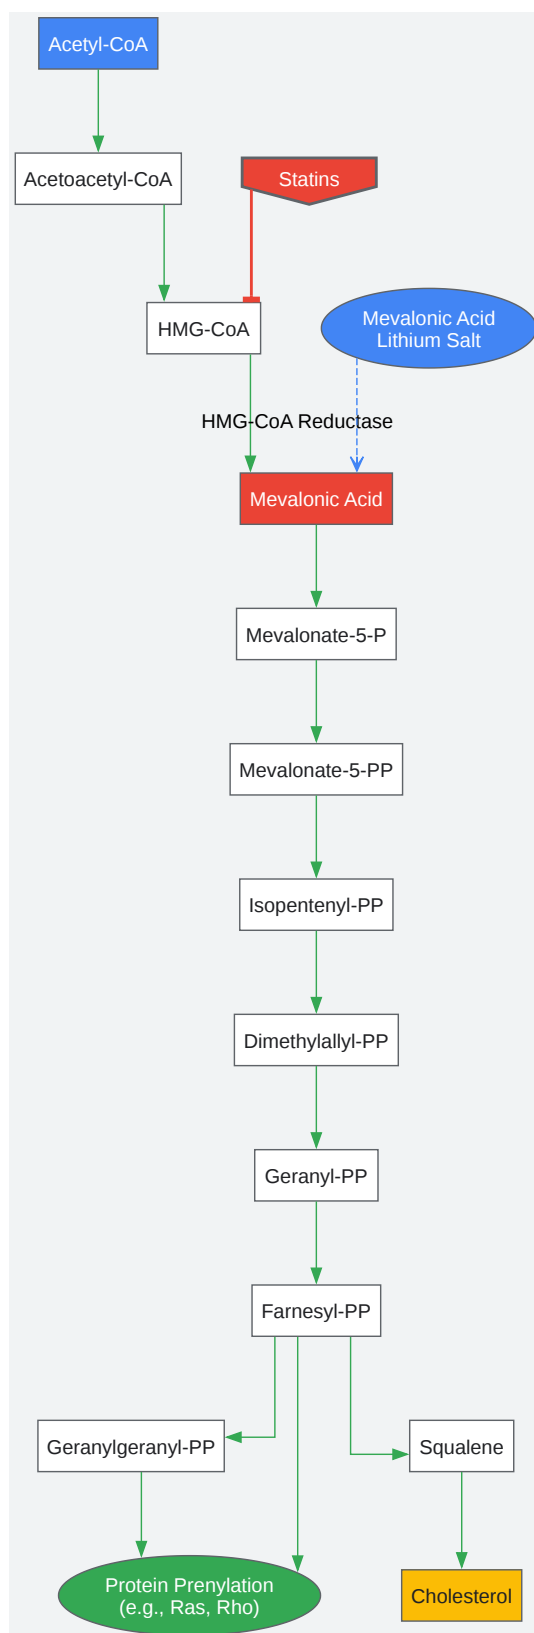 Acetyl-CoA
Acetoacetyl-CoA
Statins
HMG-CoA
Mevalonic Acid
Lithium Salt
HMG-CoA Reductase
Mevalonic Acid
Mevalonate-5-P
Mevalonate-5-PP
Isopentenyl-PP
Dimethylallyl-PP
Geranyl-PP
Farnesyl-PP
Geranylgeranyl-PP
Squalene
Protein Prenylation
(e.g., Ras, Rho)
Cholesterol